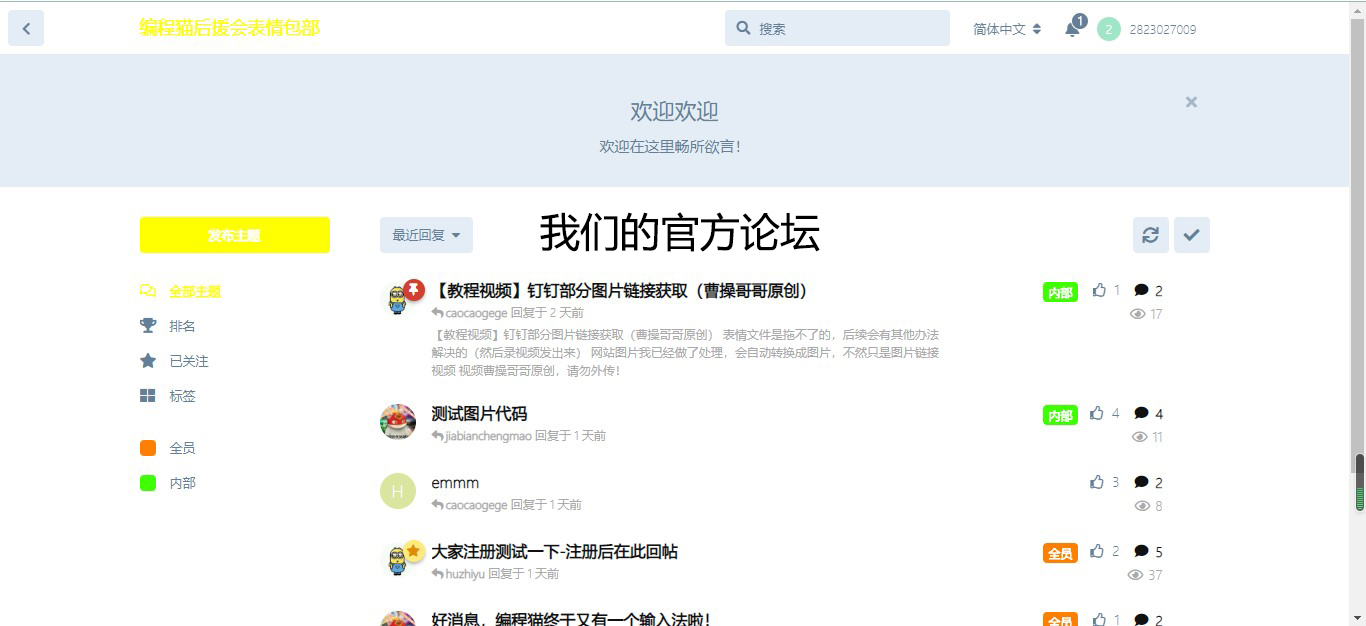 编程猫后援会表情包部
搜索
简体中文
1
2
2823027009
欢迎欢迎
欢迎在这里畅所欲言！
发布主题
最近回复
我们的官方论坛
全部主题
排名
已关注
标签
全员
内部
【教程视频】钉钉部分图片链接获取（曹操哥哥原创）
内部 1 2
caocaogege 回复于 2 天前
17
【教程视频】钉钉部分图片链接获取（曹操哥哥原创） 表情文件是拖不了的，后续会有其他办法
解决的（然后录视频发出来） 网站图片我已经做了处理，会自动转换成图片，不然只是图片链接
视频 视频曹操哥哥原创，请勿外传！
测试图片代码
内部 4 4
jiabianchengmao 回复于 1 天前
11
H
emmm
3 2
caocaogege 回复于 1 天前
8
大家注册测试一下-注册后在此回帖
全员 2 5
huzhiyu 回复于 1 天前
37
好消息，编程猫终于又有一个输入法啦！
全员 1 2